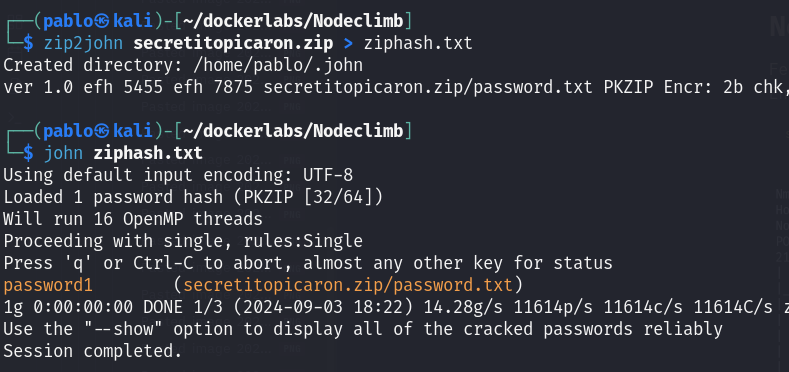 ┌──(pablo㉿kali)-[~/dockerlabs/Nodeclimb]
└─$ zip2john secretitopicaron.zip > ziphash.txt
Created directory: /home/pablo/.john
ver 1.0 efh 5455 efh 7875 secretitopicaron.zip/password.txt PKZIP Encr: 2b chk,
┌──(pablo㉿kali)-[~/dockerlabs/Nodeclimb]
└─$ john ziphash.txt
Using default input encoding: UTF-8
Loaded 1 password hash (PKZIP [32/64])
Will run 16 OpenMP threads
Proceeding with single, rules:Single
Press 'q' or Ctrl-C to abort, almost any other key for status
password1        (secretitopicaron.zip/password.txt)
1g 0:00:00:00 DONE 1/3 (2024-09-03 18:22) 14.28g/s 11614p/s 11614c/s 11614C/s z
Use the "--show" option to display all of the cracked passwords reliably
Session completed.